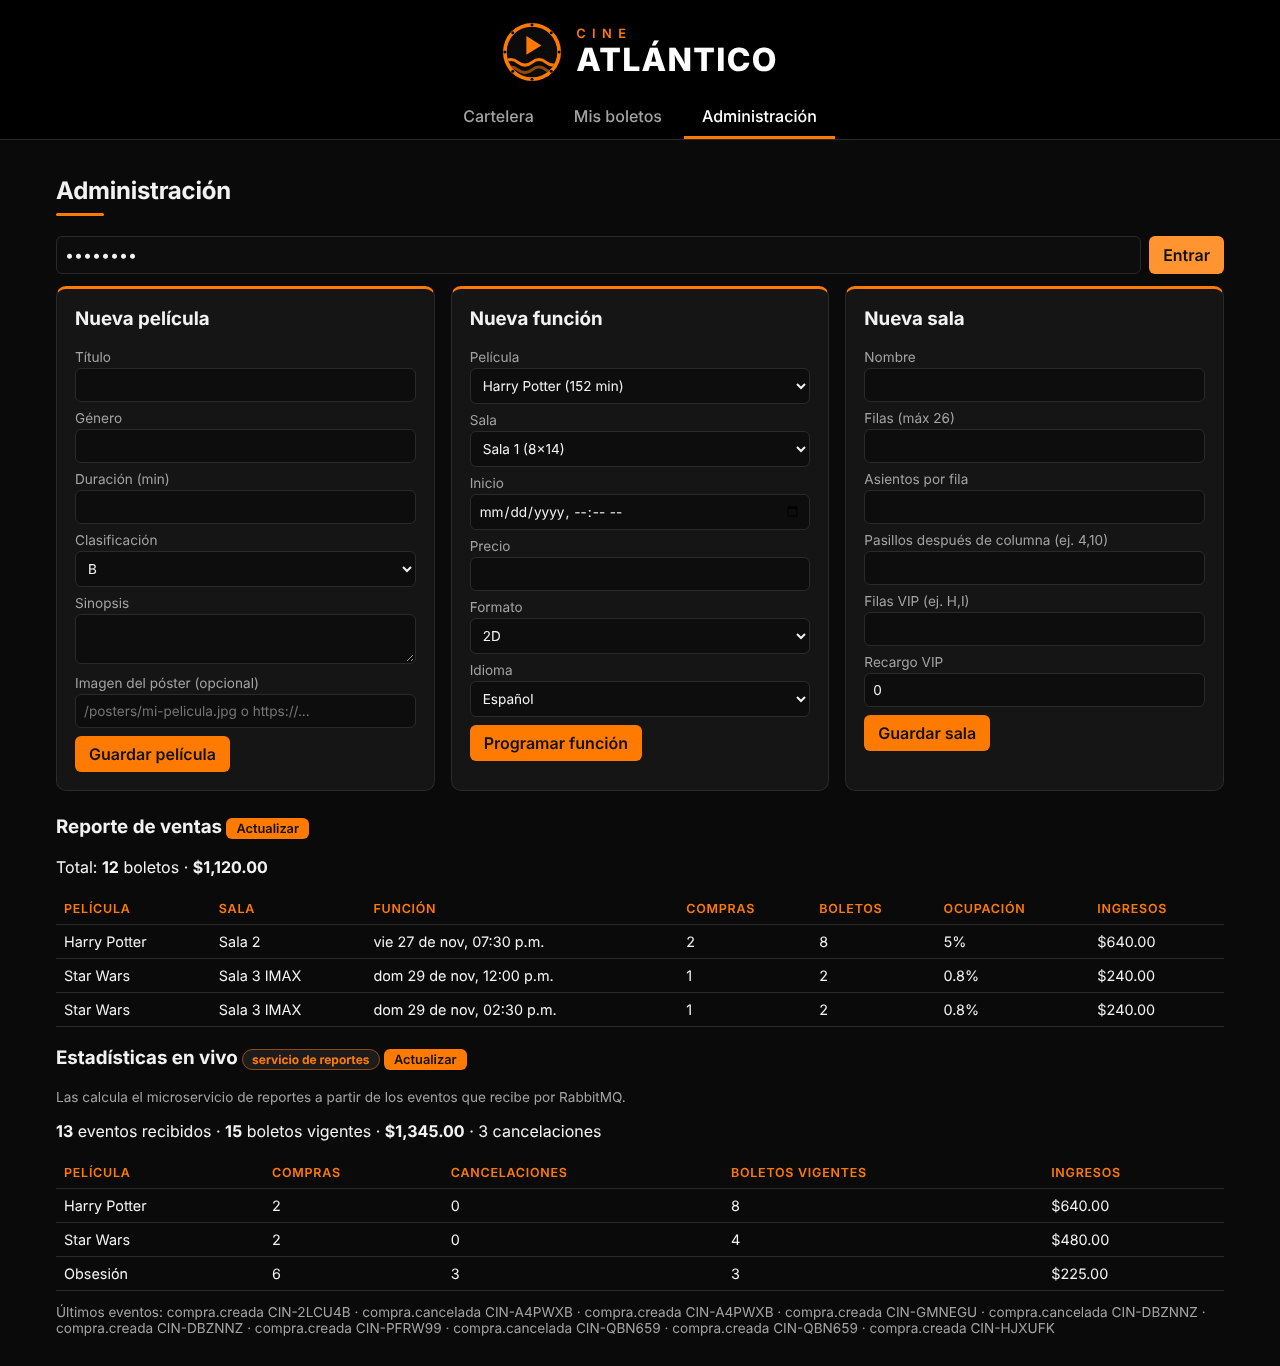 CINE
ATLÁNTICO
Cartelera Mis boletos Administración
Administración
•••••••• Entrar
Nueva película
Título
Género
Duración (min)
Clasificación
B
Sinopsis
Imagen del póster (opcional)
/posters/mi-pelicula.jpg o https://...
Guardar película
Nueva función
Película
Harry Potter (152 min)
Sala
Sala 1 (8×14)
Inicio
mm/dd/yyyy, --:-- --
Precio
Formato
2D
Idioma
Español
Programar función
Nueva sala
Nombre
Filas (máx 26)
Asientos por fila
Pasillos después de columna (ej. 4,10)
Filas VIP (ej. H,I)
Recargo VIP
0
Guardar sala
Reporte de ventas Actualizar
Total: 12 boletos · $1,120.00
PELÍCULA SALA FUNCIÓN COMPRAS BOLETOS OCUPACIÓN INGRESOS
Harry Potter Sala 2 vie 27 de nov, 07:30 p.m. 2 8 5% $640.00
Star Wars Sala 3 IMAX dom 29 de nov, 12:00 p.m. 1 2 0.8% $240.00
Star Wars Sala 3 IMAX dom 29 de nov, 02:30 p.m. 1 2 0.8% $240.00
Estadísticas en vivo servicio de reportes Actualizar
Las calcula el microservicio de reportes a partir de los eventos que recibe por RabbitMQ.
13 eventos recibidos · 15 boletos vigentes · $1,345.00 · 3 cancelaciones
PELÍCULA COMPRAS CANCELACIONES BOLETOS VIGENTES INGRESOS
Harry Potter 2 0 8 $640.00
Star Wars 2 0 4 $480.00
Obsesión 6 3 3 $225.00
Últimos eventos: compra.creada CIN-2LCU4B · compra.cancelada CIN-A4PWXB · compra.creada CIN-A4PWXB · compra.creada CIN-GMNEGU · compra.cancelada CIN-DBZNNZ ·
compra.creada CIN-DBZNNZ · compra.creada CIN-PFRW99 · compra.cancelada CIN-QBN659 · compra.creada CIN-QBN659 · compra.creada CIN-HJXUFK